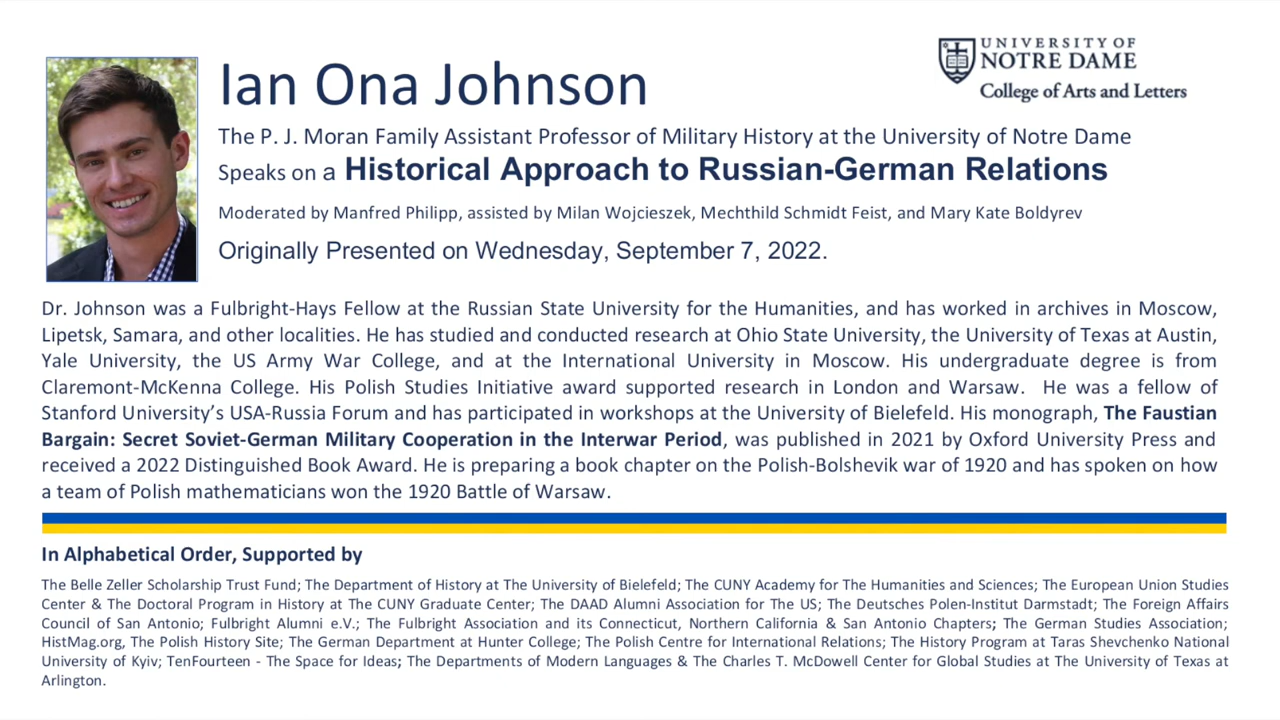 UNIVERSITY OF
NOTRE DAME
College of Arts and Letters
Ian Ona Johnson
The P. J. Moran Family Assistant Professor of Military History at the University of Notre Dame
Speaks on a Historical Approach to Russian-German Relations
Moderated by Manfred Philipp, assisted by Milan Wojcieszek, Mechthild Schmidt Feist, and Mary Kate Boldyrev
Originally Presented on Wednesday, September 7, 2022.
Dr. Johnson was a Fulbright-Hays Fellow at the Russian State University for the Humanities, and has worked in archives in Moscow,
Lipetsk, Samara, and other localities. He has studied and conducted research at Ohio State University, the University of Texas at Austin,
Yale University, the US Army War College, and at the International University in Moscow. His undergraduate degree is from
Claremont-McKenna College. His Polish Studies Initiative award supported research in London and Warsaw. He was a fellow of
Stanford University's USA-Russia Forum and has participated in workshops at the University of Bielefeld. His monograph, The Faustian
Bargain: Secret Soviet-German Military Cooperation in the Interwar Period, was published in 2021 by Oxford University Press and
received a 2022 Distinguished Book Award. He is preparing a book chapter on the Polish-Bolshevik war of 1920 and has spoken on how
a team of Polish mathematicians won the 1920 Battle of Warsaw.
In Alphabetical Order, Supported by
The Belle Zeller Scholarship Trust Fund; The Department of History at The University of Bielefeld; The CUNY Academy for The Humanities and Sciences; The European Union Studies
Center & The Doctoral Program in History at The CUNY Graduate Center; The DAAD Alumni Association for The US; The Deutsches Polen-Institut Darmstadt; The Foreign Affairs
Council of San Antonio; Fulbright Alumni e.V.; The Fulbright Association and its Connecticut, Northern California & San Antonio Chapters; The German Studies Association;
HistMag.org, The Polish History Site; The German Department at Hunter College; The Polish Centre for International Relations; The History Program at Taras Shevchenko National
University of Kyiv; TenFourteen - The Space for Ideas; The Departments of Modern Languages & The Charles T. McDowell Center for Global Studies at The University of Texas at
Arlington.